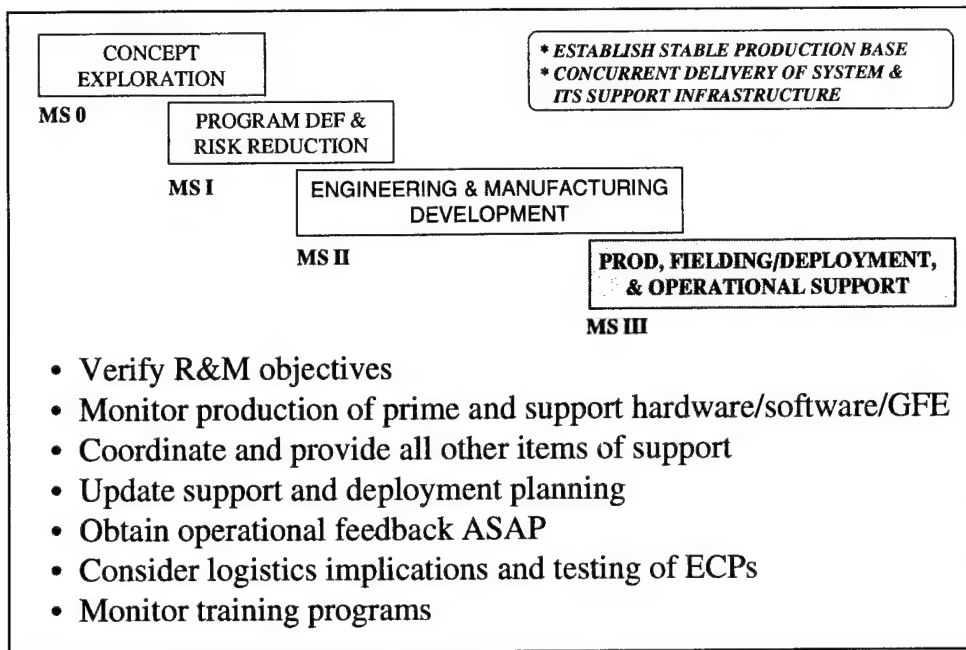 CONCEPT
EXPLORATION
* ESTABLISH STABLE PRODUCTION BASE
* CONCURRENT DELIVERY OF SYSTEM &
ITS SUPPORT INFRASTRUCTURE
MS 0
PROGRAM DEF &
RISK REDUCTION
MS I
ENGINEERING & MANUFACTURING
DEVELOPMENT
MS II
PROD, FIELDING/DEPLOYMENT,
& OPERATIONAL SUPPORT
MS III
• Verify R&M objectives
• Monitor production of prime and support hardware/software/GFE
• Coordinate and provide all other items of support
• Update support and deployment planning
• Obtain operational feedback ASAP
• Consider logistics implications and testing of ECPs
• Monitor training programs